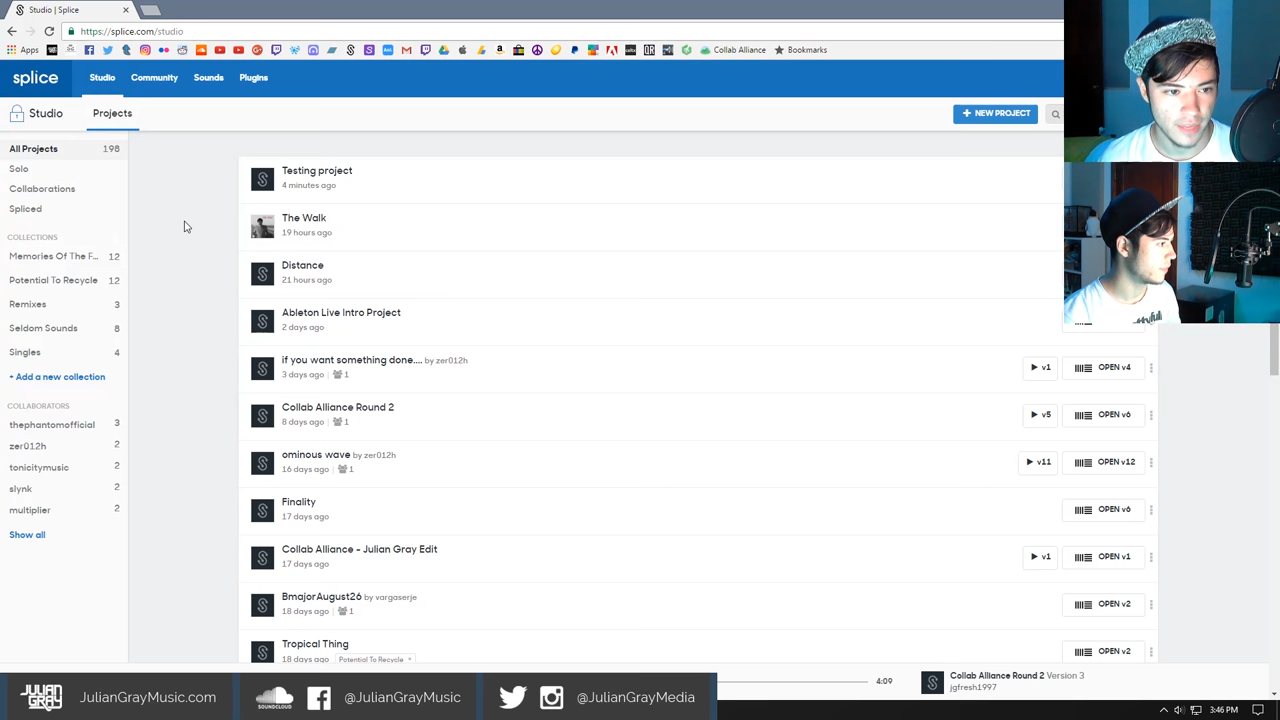 Studio | Splice
https://splice.com/studio
Apps
Collab Alliance
Bookmarks
splice
Studio
Community
Sounds
Plugins
Studio
Projects
+ NEW PROJECT
All Projects 198
Solo
Collaborations
Spliced
COLLECTIONS
Memories Of The F... 12
Potential To Recycle 12
Remixes 3
Seldom Sounds 8
Singles 4
+ Add a new collection
COLLABORATORS
thephantomofficial 3
zer012h 2
tonicitymusic 2
slynk 2
multiplier 2
Show all
Testing project
4 minutes ago
The Walk
19 hours ago
Distance
21 hours ago
Ableton Live Intro Project
2 days ago
if you want something done.... by zer012h
3 days ago 1
v1 OPEN v4
Collab Alliance Round 2
8 days ago 1
v5 OPEN v6
ominous wave by zer012h
16 days ago 1
v11 OPEN v12
Finality
17 days ago
OPEN v6
Collab Alliance - Julian Gray Edit
17 days ago
v1 OPEN v1
BmajorAugust26 by vargaserje
18 days ago 1
OPEN v2
Tropical Thing
18 days ago Potential To Recycle
OPEN v2
4:09
Collab Alliance Round 2 Version 3
jgfresh1997
JULIAN GRAY
JulianGrayMusic.com
SOUNDCLOUD
@JulianGrayMusic
@JulianGrayMedia
3:46 PM